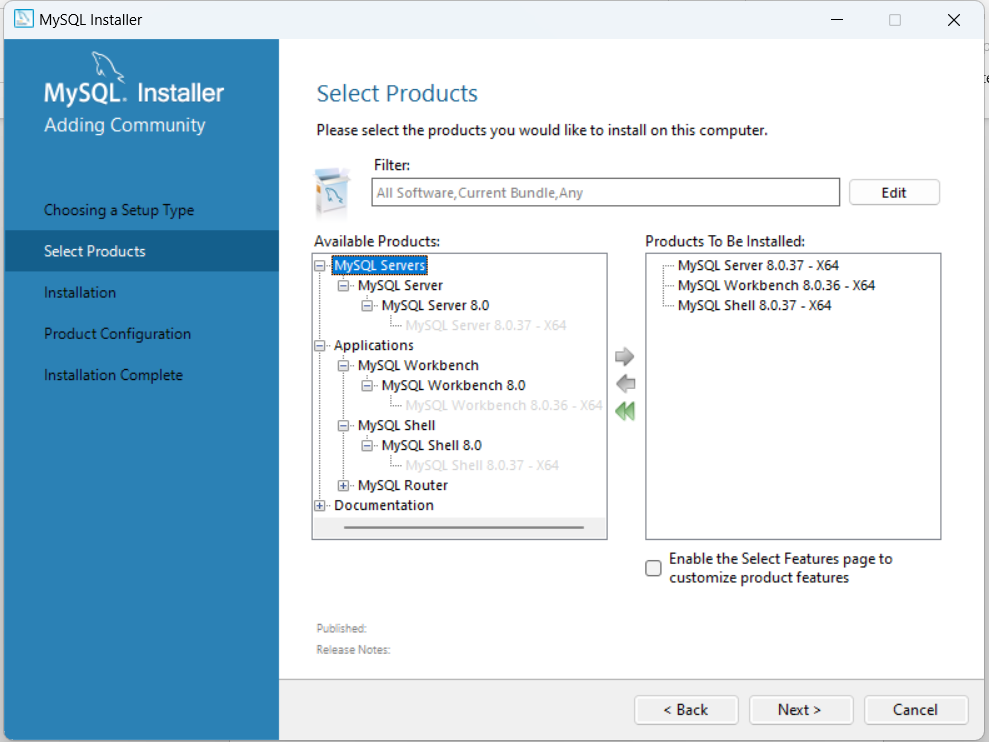 MySQL Installer
MySQL. Installer
Adding Community
Choosing a Setup Type
Select Products
Installation
Product Configuration
Installation Complete
Select Products
Please select the products you would like to install on this computer.
Filter:
All Software,Current Bundle,Any
Edit
Available Products:
MySQL Servers
MySQL Server
MySQL Server 8.0
MySQL Server 8.0.37 - X64
Applications
MySQL Workbench
MySQL Workbench 8.0
MySQL Workbench 8.0.36 - X64
MySQL Shell
MySQL Shell 8.0
MySQL Shell 8.0.37 - X64
MySQL Router
Documentation
Products To Be Installed:
MySQL Server 8.0.37 - X64
MySQL Workbench 8.0.36 - X64
MySQL Shell 8.0.37 - X64
Enable the Select Features page to
customize product features
Published:
Release Notes:
< Back
Next >
Cancel